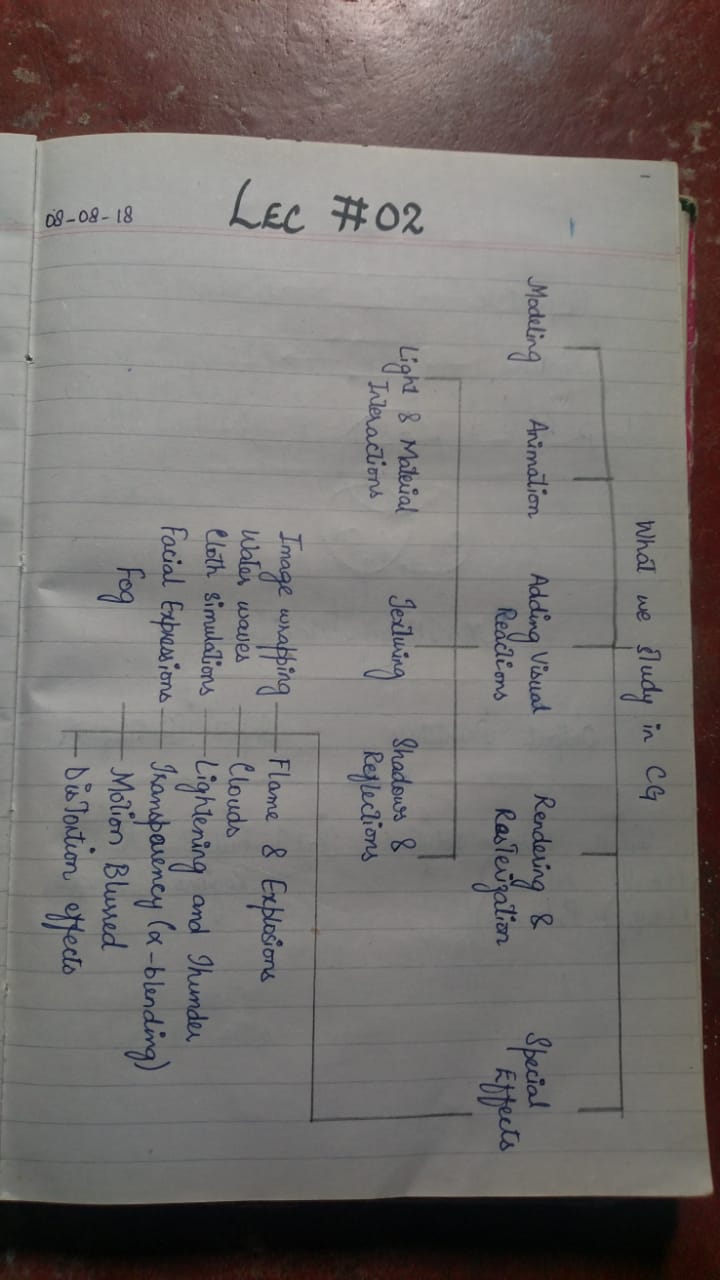 What we study in CG
Modeling
Animation
Adding Visual
Reactions
Rendering &
Rasterization
Special
Effects
Light & Material
Interactions
Texturing
Shadows &
Reflections
Image wrapping
Water waves
Cloth simulations
Facial Expressions
Fog
Flame & Explosions
Clouds
Lightening and Thunder
Transparency (α-blending)
Motion Blurred
Distortion effects
LEC #02
08-08-18